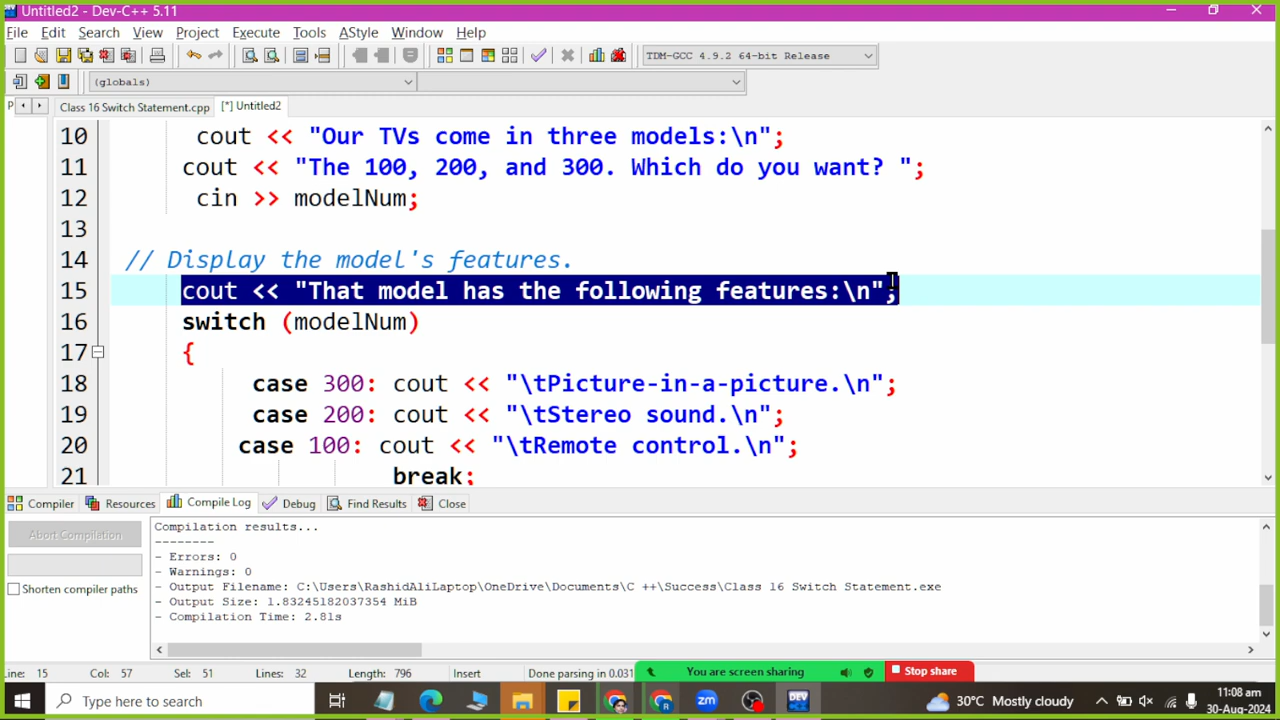 Untitled2 - Dev-C++ 5.11
File Edit Search View Project Execute Tools AStyle Window Help
TDM-GCC 4.9.2 64-bit Release
(globals)
P
Class 16 Switch Statement.cpp [*] Untitled2
10 cout << "Our TVs come in three models:\n";
11 cout << "The 100, 200, and 300. Which do you want? ";
12 cin >> modelNum;
13
14 // Display the model's features.
15 cout << "That model has the following features:\n";
16 switch (modelNum)
17 {
18 case 300: cout << "\tPicture-in-a-picture.\n";
19 case 200: cout << "\tStereo sound.\n";
20 case 100: cout << "\tRemote control.\n";
21 break;
Compiler Resources Compile Log Debug Find Results Close
Abort Compilation
Shorten compiler paths
Compilation results...
--------
- Errors: 0
- Warnings: 0
- Output Filename: C:\Users\RashidAliLaptop\OneDrive\Documents\C ++\Success\Class 16 Switch Statement.exe
- Output Size: 1.83245182037354 MiB
- Compilation Time: 2.81s
Line: 15 Col: 57 Sel: 51 Lines: 32 Length: 796 Insert Done parsing in 0.031
You are screen sharing Stop share
Type here to search
30°C Mostly cloudy
11:08 am
30-Aug-2024